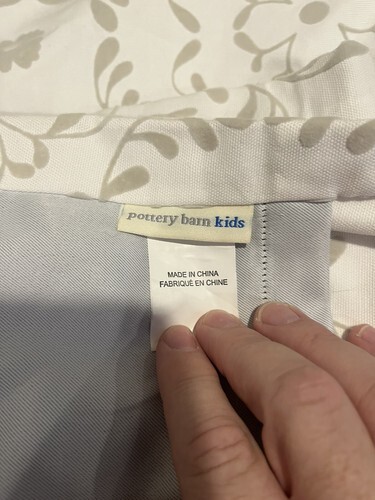 pottery barn kids
MADE IN CHINA
FABRIQUÉ EN CHINE